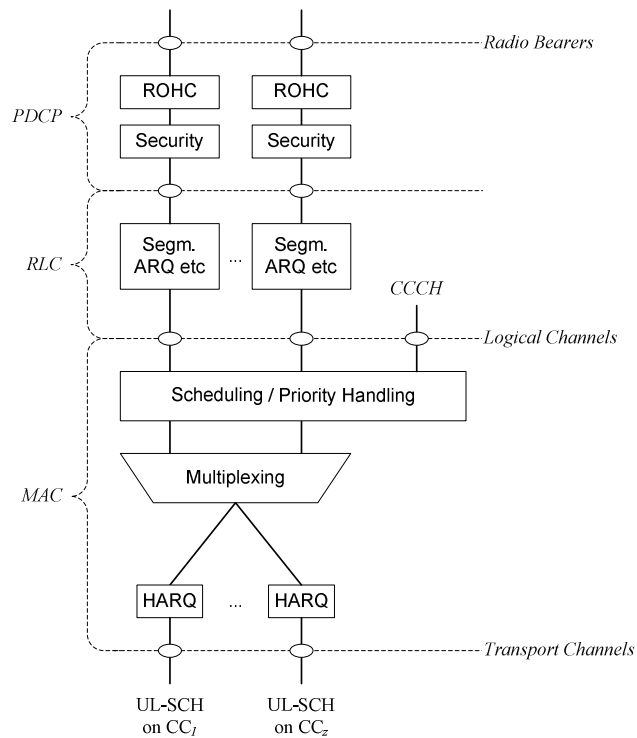 Radio Bearers
ROHC
ROHC
PDCP
Security
Security
Segm.
ARQ etc
...
Segm.
ARQ etc
RLC
CCCH
Logical Channels
Scheduling / Priority Handling
Multiplexing
MAC
HARQ
...
HARQ
Transport Channels
UL-SCH
on CC1
UL-SCH
on CCz